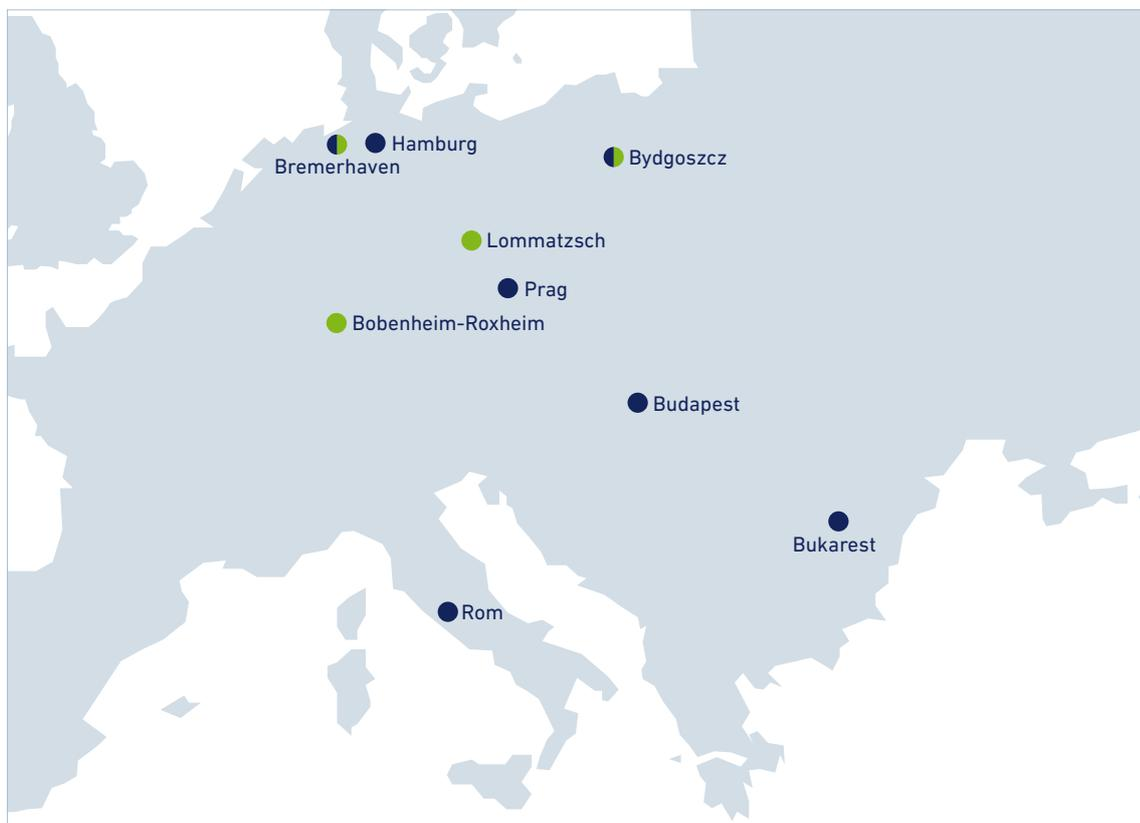 Hamburg
Bremerhaven
Bydgoszcz
Lommatzsch
Prag
Bobenheim-Roxheim
Budapest
Bukarest
Rom